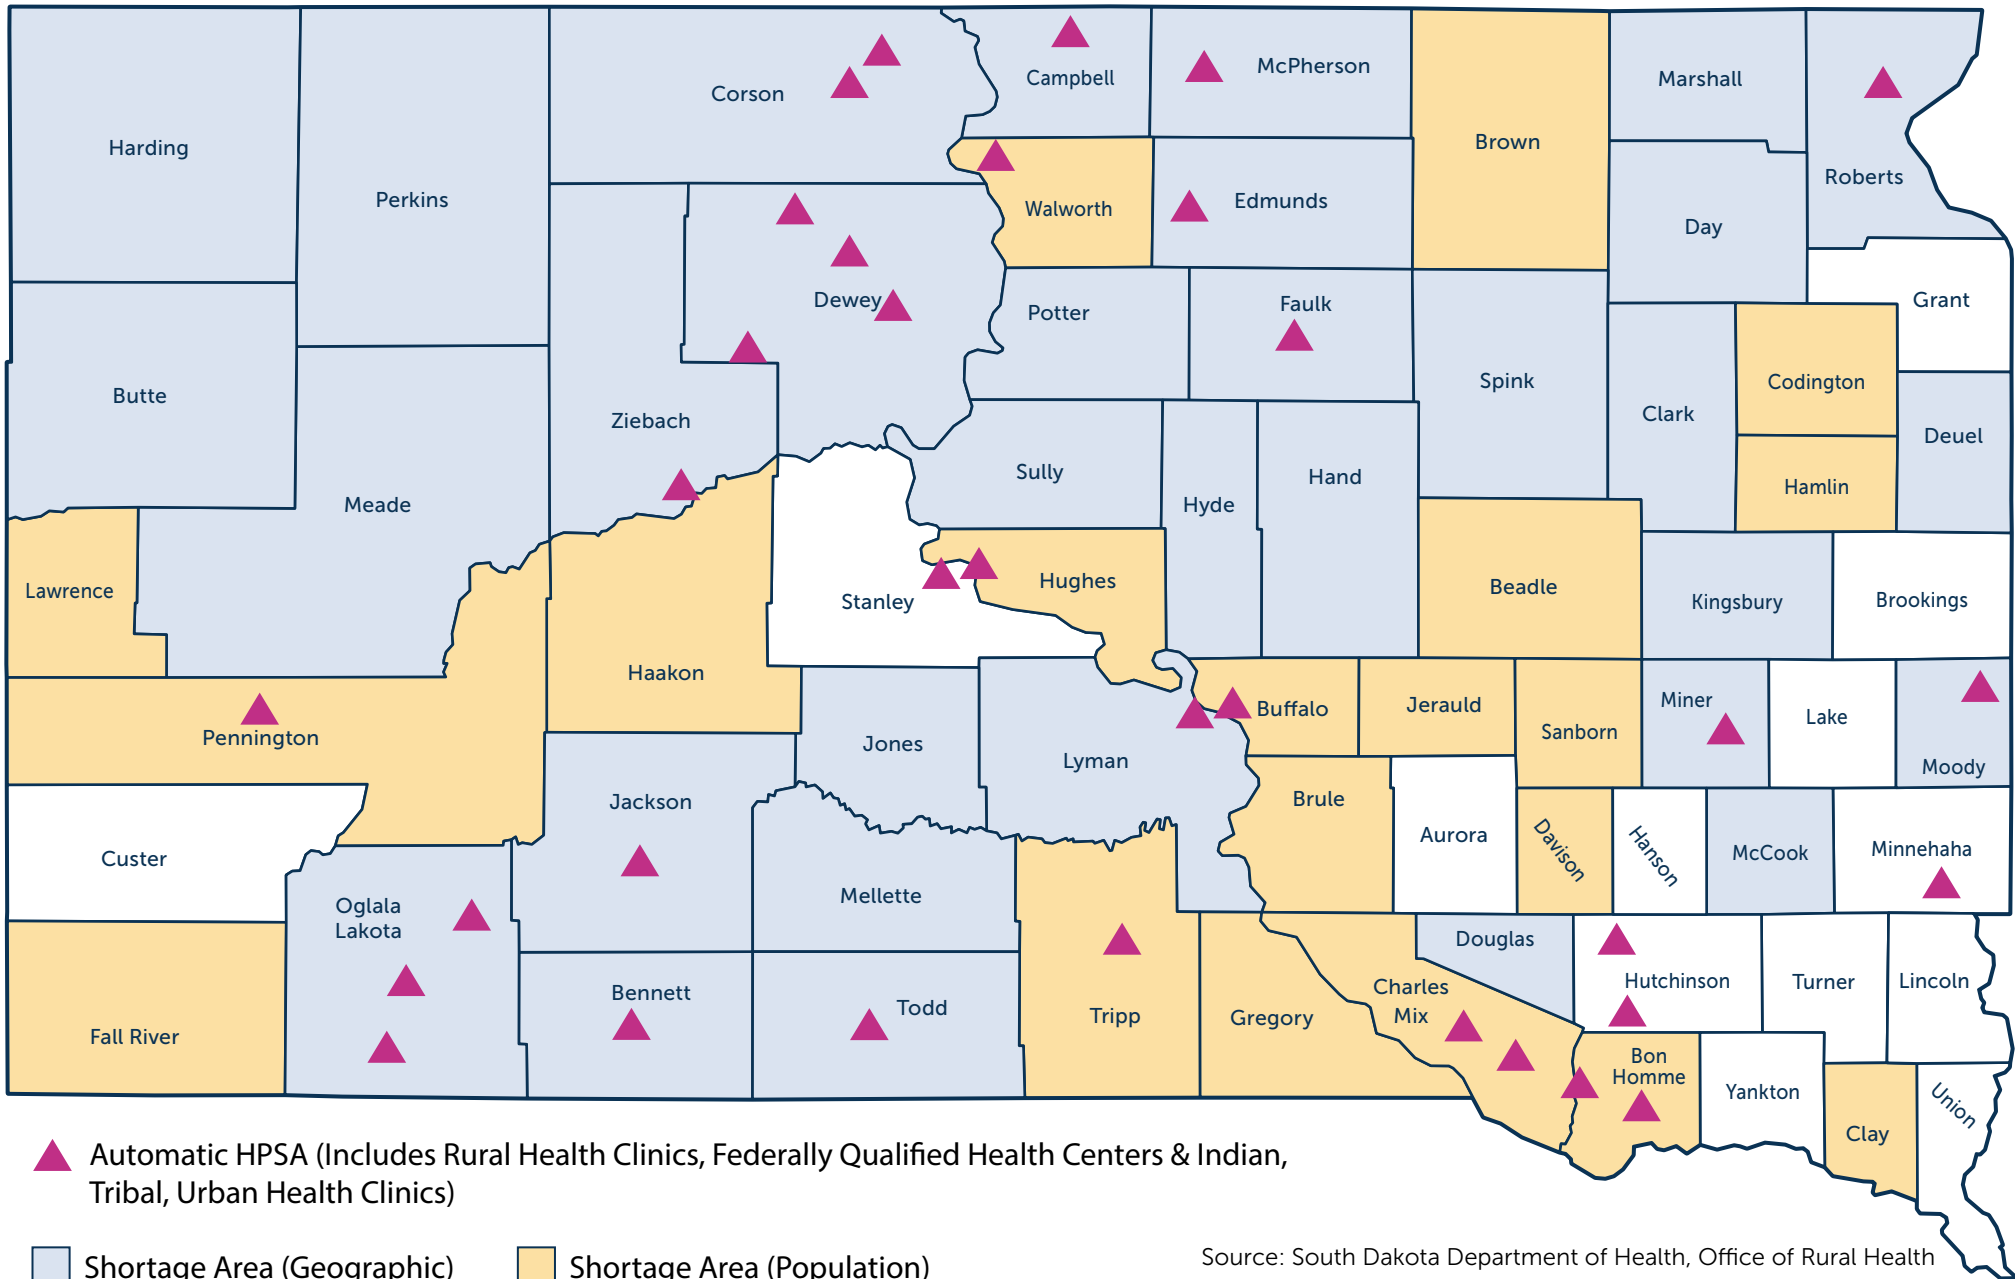 Harding
Perkins
Corson
Campbell
McPherson
Brown
Marshall
Roberts
Walworth
Edmunds
Day
Grant
Butte
Meade
Ziebach
Dewey
Potter
Faulk
Spink
Clark
Codington
Hamlin
Deuel
Sully
Hyde
Hand
Lawrence
Haakon
Stanley
Hughes
Beadle
Kingsbury
Brookings
Pennington
Jones
Lyman
Buffalo
Jerauld
Sanborn
Miner
Lake
Moody
Custer
Jackson
Mellette
Brule
Aurora
Davison
Hanson
McCook
Minnehaha
Oglala
Lakota
Fall River
Bennett
Todd
Tripp
Gregory
Charles
Mix
Douglas
Hutchinson
Turner
Lincoln
Bon
Homme
Yankton
Clay
Union
Automatic HPSA (Includes Rural Health Clinics, Federally Qualified Health Centers & Indian,
Tribal, Urban Health Clinics)
Shortage Area (Geographic)
Shortage Area (Population)
Source: South Dakota Department of Health, Office of Rural Health